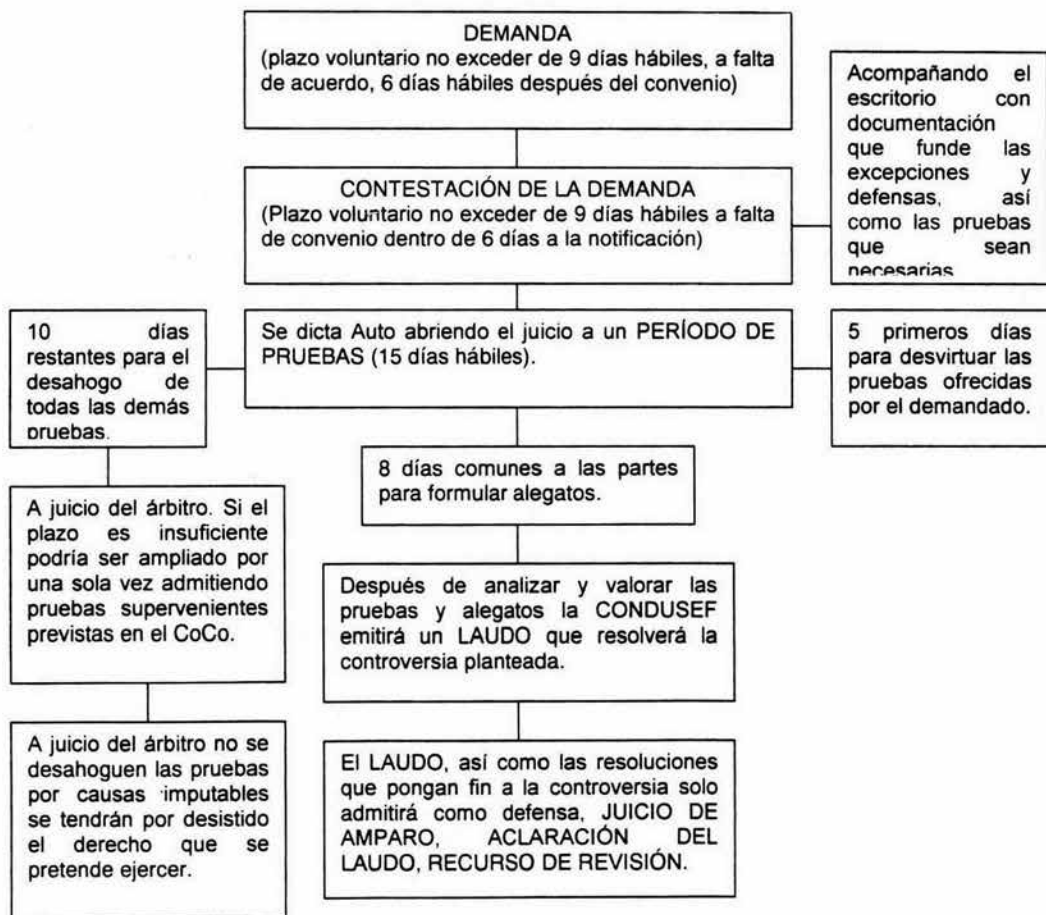 DEMANDA
(plazo voluntario no exceder de 9 días hábiles, a falta
de acuerdo, 6 días hábiles después del convenio)
Acompañando el
escritorio con
documentación
que funde las
excepciones y
defensas, así
como las pruebas
que sean
necesarias
CONTESTACIÓN DE LA DEMANDA
(Plazo voluntario no exceder de 9 días hábiles a falta
de convenio dentro de 6 días a la notificación)
10 días
restantes para el
desahogo de
todas las demás
pruebas.
Se dicta Auto abriendo el juicio a un PERÍODO DE
PRUEBAS (15 días hábiles).
5 primeros días
para desvirtuar las
pruebas ofrecidas
por el demandado.
8 días comunes a las partes
para formular alegatos.
A juicio del árbitro. Si el
plazo es insuficiente
podría ser ampliado por
una sola vez admitiendo
pruebas supervenientes
previstas en el CoCo.
Después de analizar y valorar las
pruebas y alegatos la CONDUSEF
emitirá un LAUDO que resolverá la
controversia planteada.
A juicio del árbitro no se
desahoguen las pruebas
por causas imputables
se tendrán por desistido
el derecho que se
pretende ejercer.
El LAUDO, así como las resoluciones
que pongan fin a la controversia solo
admitirá como defensa, JUICIO DE
AMPARO, ACLARACIÓN DEL
LAUDO, RECURSO DE REVISIÓN.